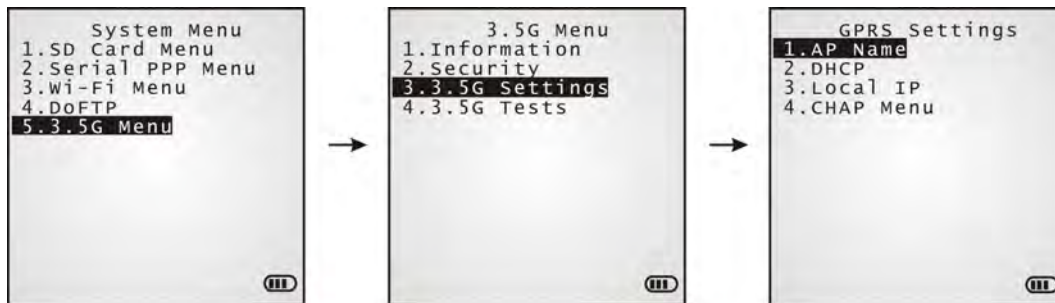 System Menu
1.SD Card Menu
2.Serial PPP Menu
3.Wi-Fi Menu
4.DoFTP
5.3.5G Menu
3.5G Menu
1.Information
2.Security
3.3.5G Settings
4.3.5G Tests
GPRS Settings
1.AP Name
2.DHCP
3.Local IP
4.CHAP Menu